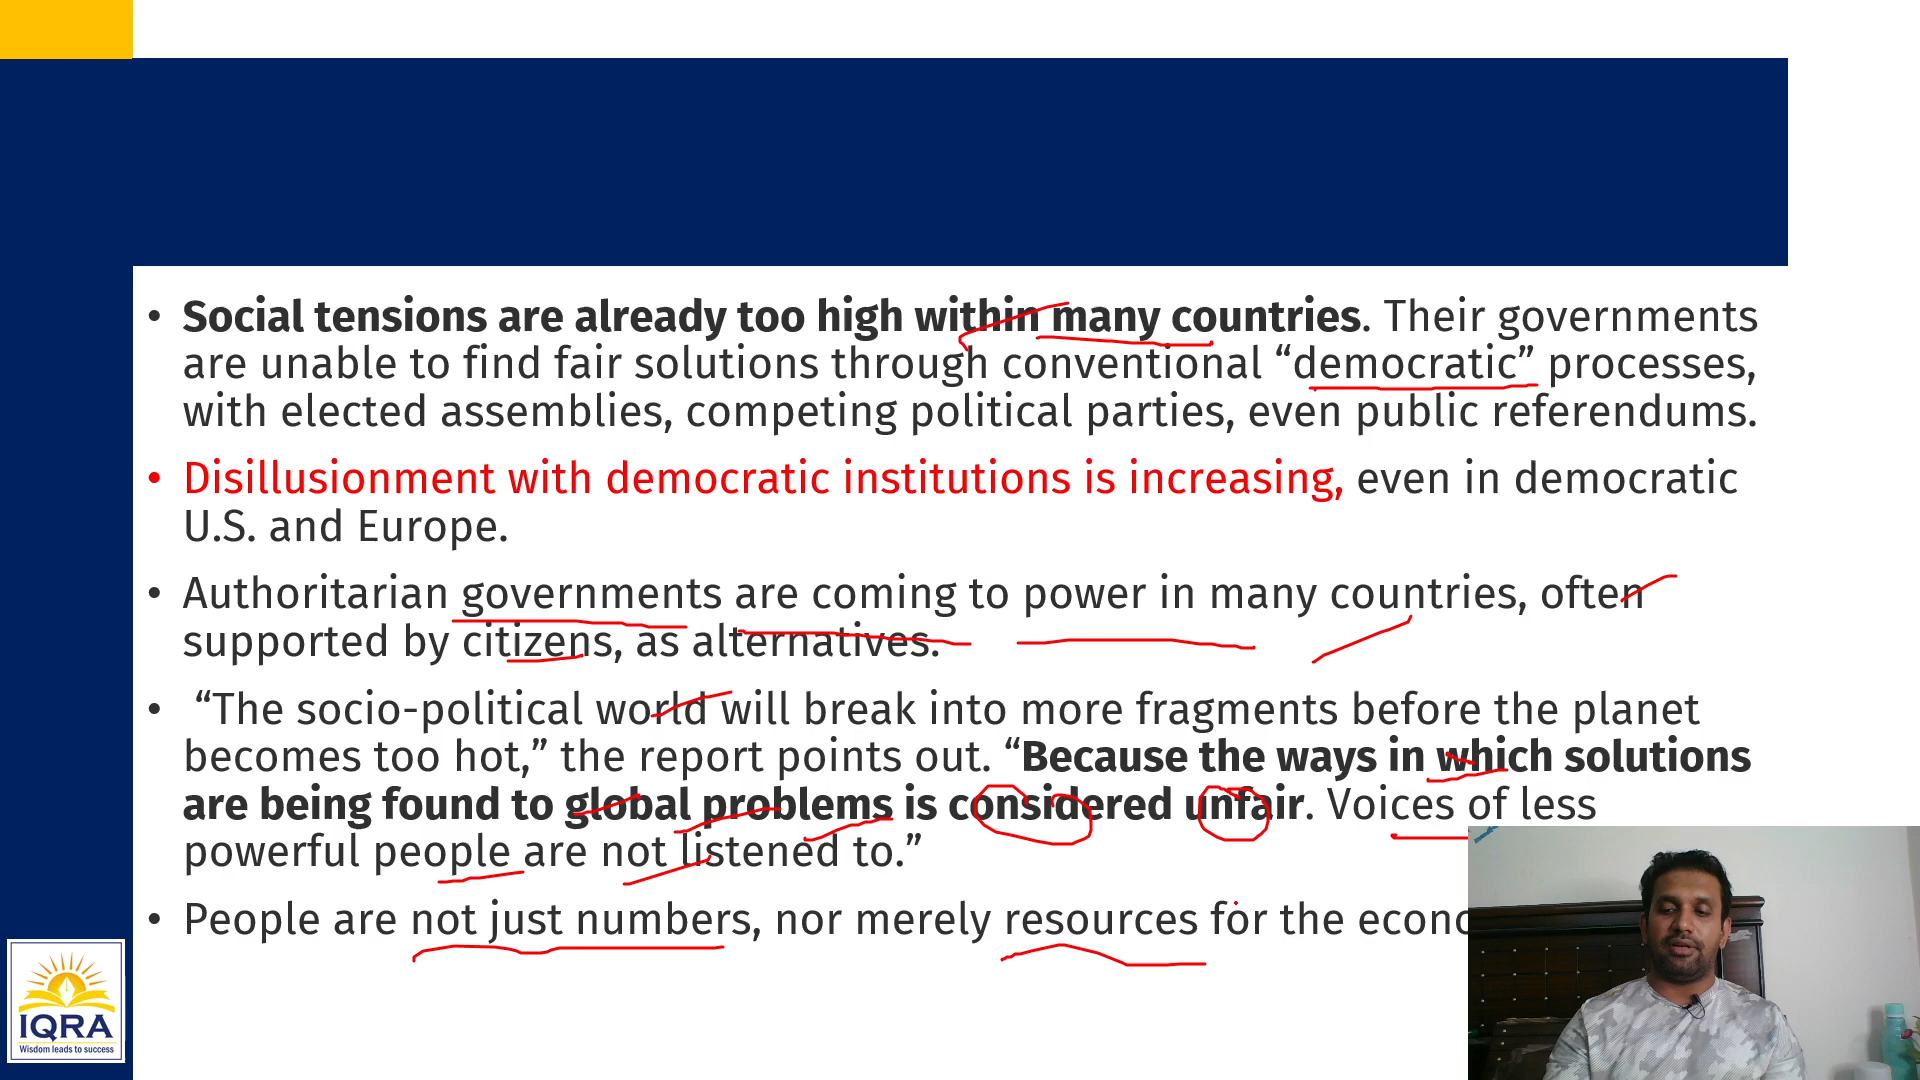 • Social tensions are already too high within many countries. Their governments
are unable to find fair solutions through conventional “democratic” processes,
with elected assemblies, competing political parties, even public referendums.
• Disillusionment with democratic institutions is increasing, even in democratic
U.S. and Europe.
• Authoritarian governments are coming to power in many countries, often
supported by citizens, as alternatives.
• “The socio-political world will break into more fragments before the planet
becomes too hot,” the report points out. “Because the ways in which solutions
are being found to global problems is considered unfair. Voices of less
powerful people are not listened to.”
• People are not just numbers, nor merely resources for the econo
IQRA
Wisdom leads to success